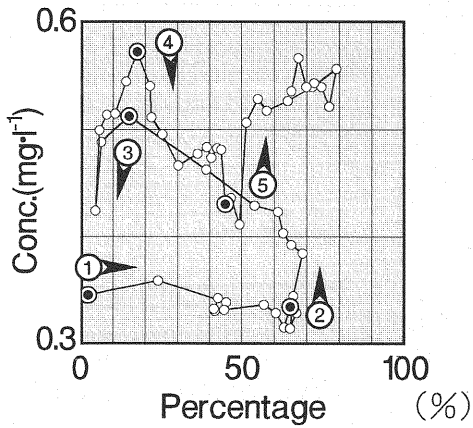 0.6
④
③
Conc.(mg·l⁻¹)
⑤
①
②
0.3
0 50 100
Percentage (%)